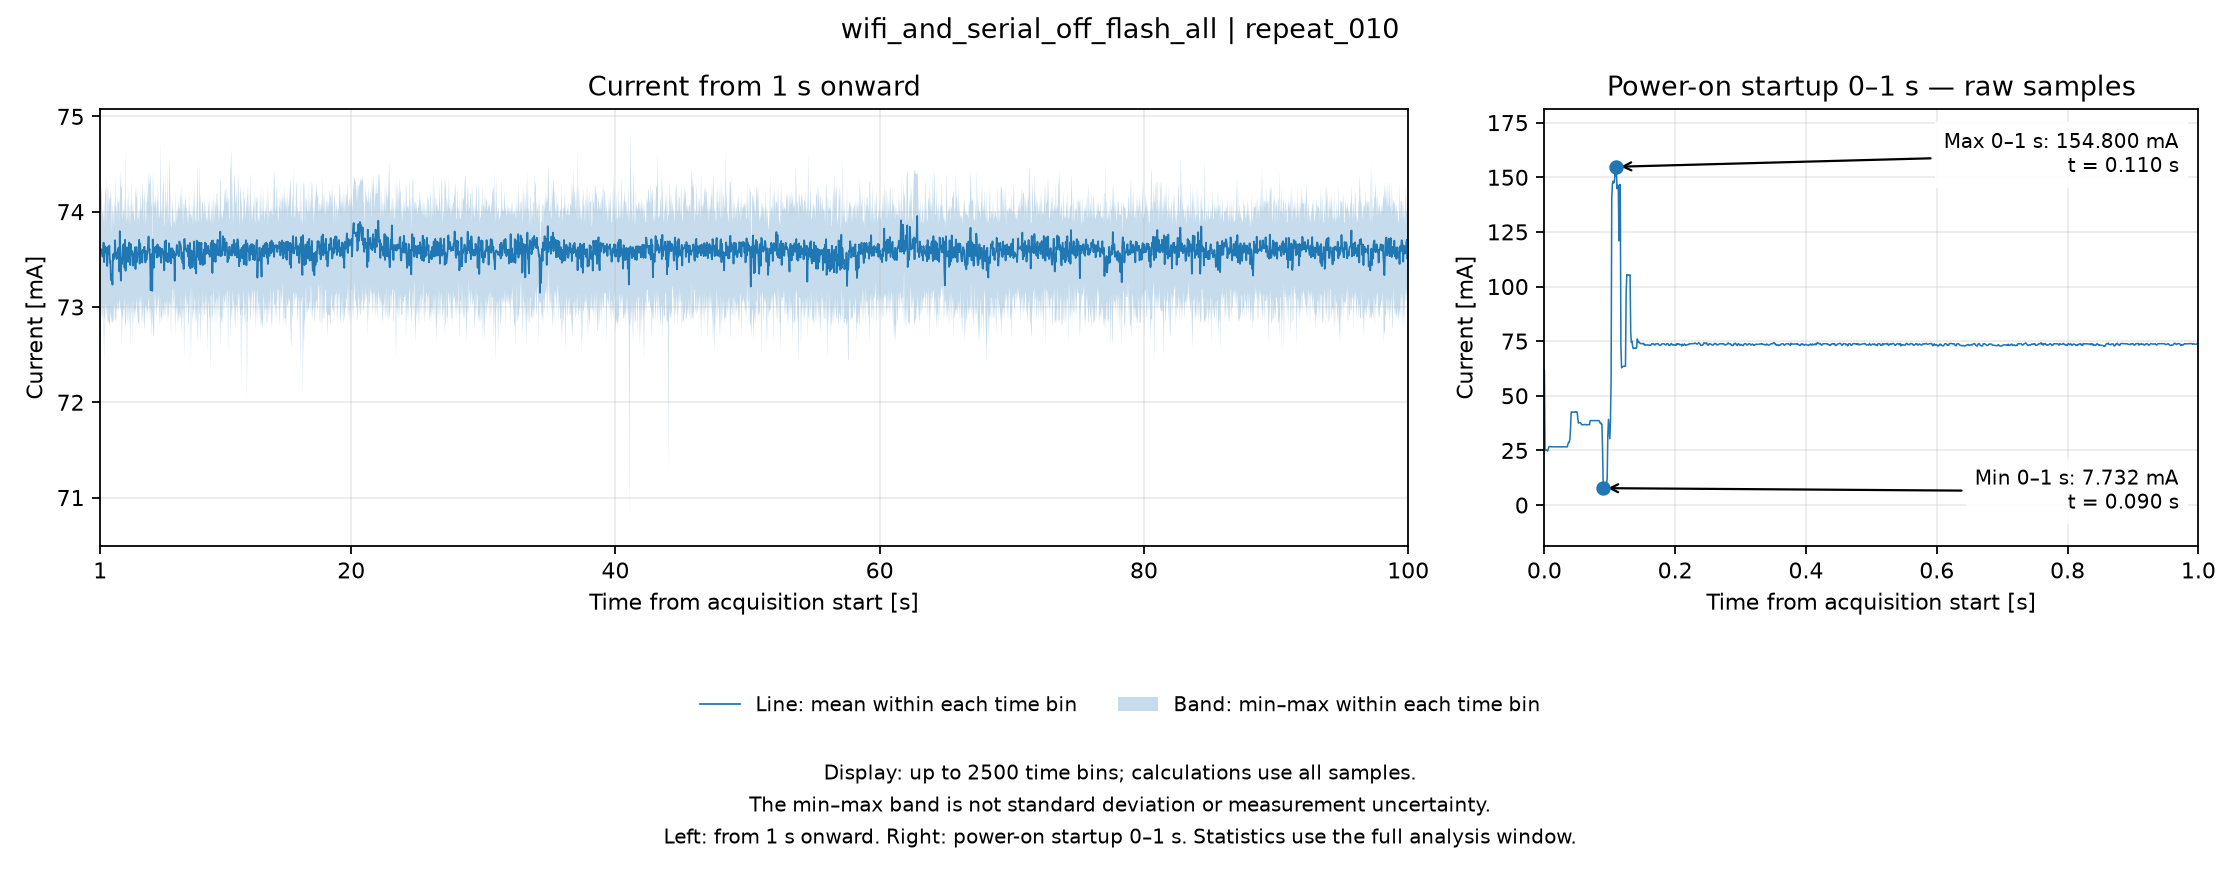 wifi_and_serial_off_flash_all | repeat_010
Current from 1 s onward
75
74
73
72
71
Current [mA]
1
20
40
60
80
100
Time from acquisition start [s]
Power-on startup 0–1 s — raw samples
175
150
125
100
75
50
25
0
Current [mA]
Max 0–1 s: 154.800 mA
t = 0.110 s
Min 0–1 s: 7.732 mA
t = 0.090 s
0.0
0.2
0.4
0.6
0.8
1.0
Time from acquisition start [s]
Line: mean within each time bin
Band: min–max within each time bin
Display: up to 2500 time bins; calculations use all samples.
The min–max band is not standard deviation or measurement uncertainty.
Left: from 1 s onward. Right: power-on startup 0–1 s. Statistics use the full analysis window.